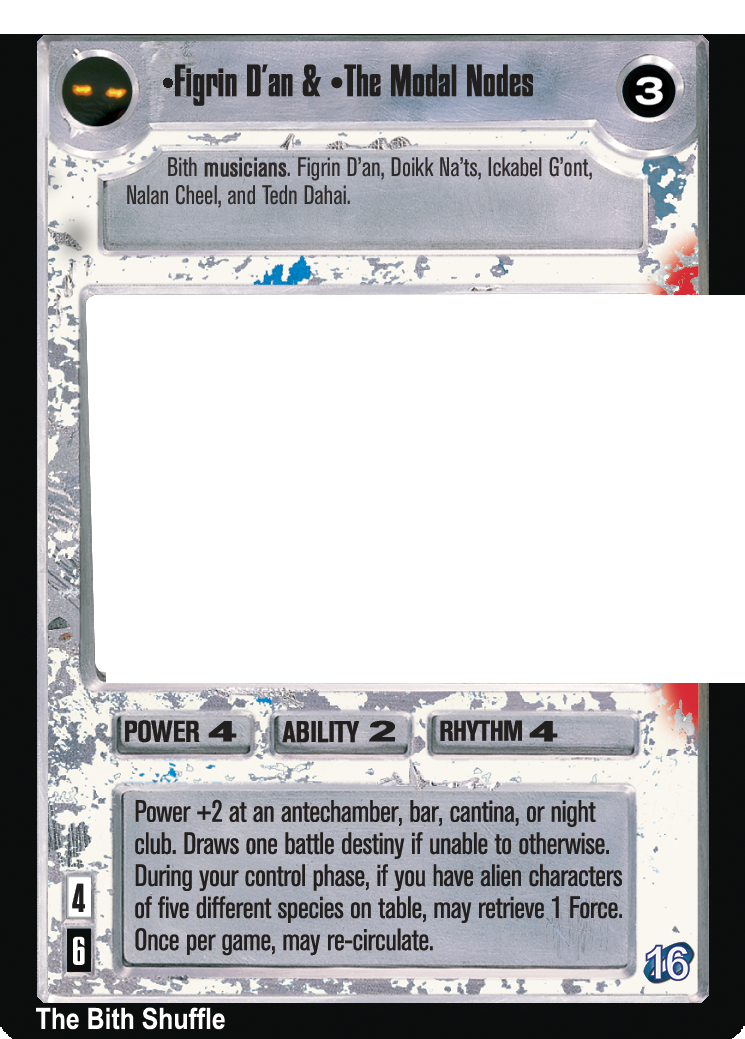 •Figrin D'an & •The Modal Nodes
3
Bith musicians. Figrin D'an, Doikk Na'ts, Ickabel G'ont,
Nalan Cheel, and Tedn Dahai.
POWER 4 ABILITY 2 RHYTHM 4
Power +2 at an antechamber, bar, cantina, or night
club. Draws one battle destiny if unable to otherwise.
During your control phase, if you have alien characters
of five different species on table, may retrieve 1 Force.
Once per game, may re-circulate.
4
6
16
The Bith Shuffle